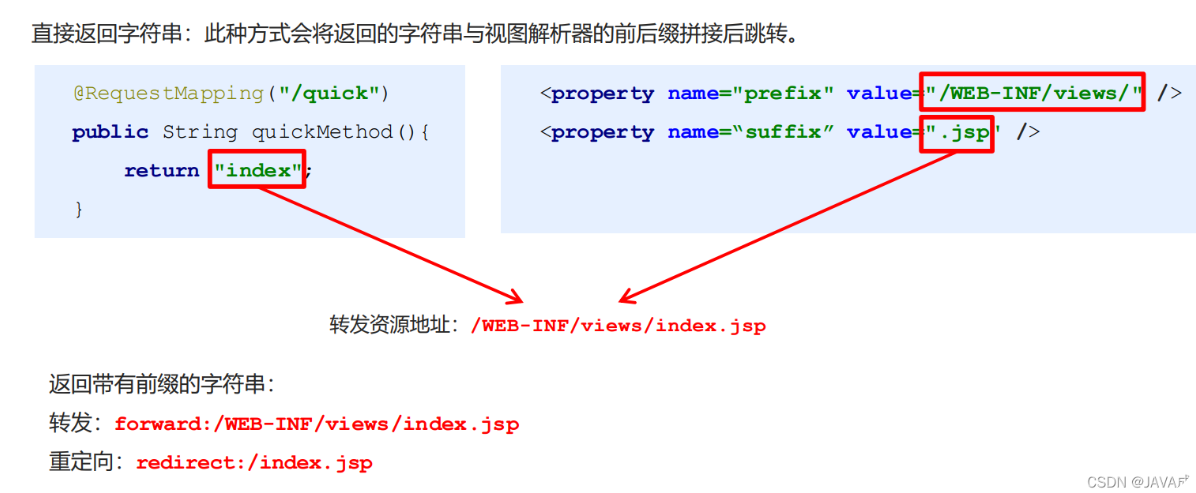 直接返回字符串：此种方式会将返回的字符串与视图解析器的前后缀拼接后跳转。
@RequestMapping("/quick")
public String quickMethod(){
return "index";
}
<property name="prefix" value="/WEB-INF/views/" />
<property name=“suffix” value=".jsp" />
转发资源地址：/WEB-INF/views/index.jsp
返回带有前缀的字符串：
转发：forward:/WEB-INF/views/index.jsp
重定向：redirect:/index.jsp
CSDN @JAVA